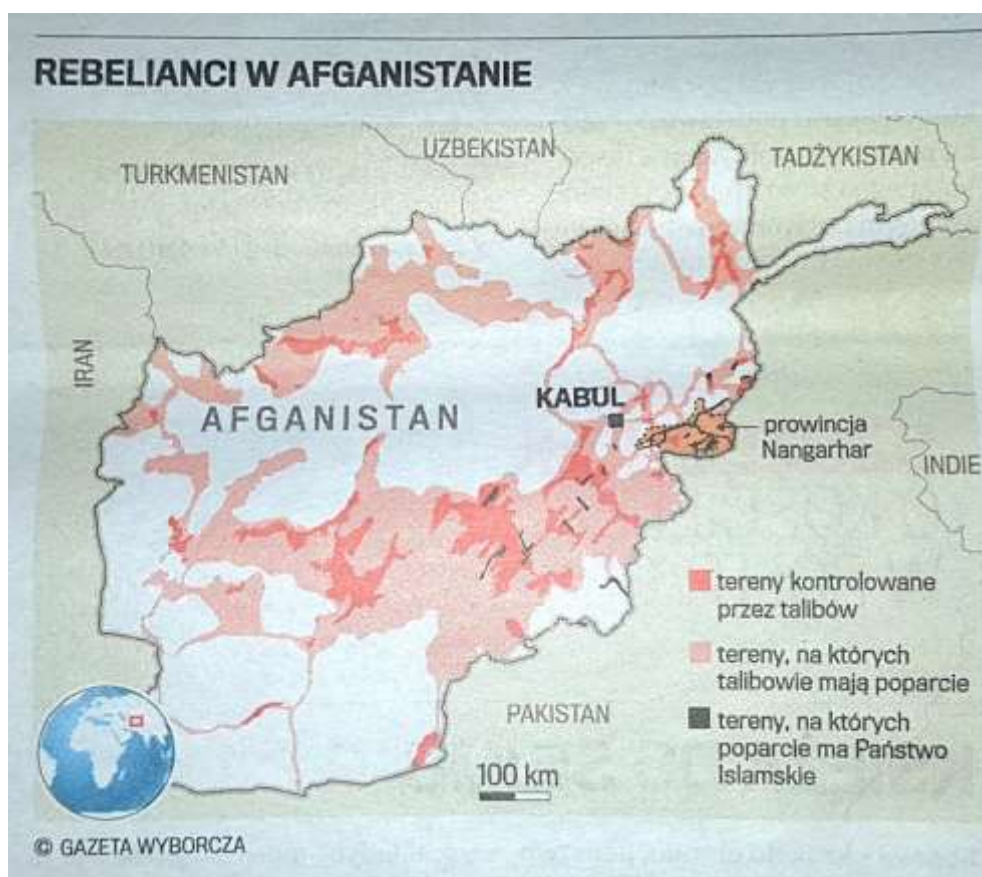 REBELIANCI W AFGANISTANIE
UZBEKISTAN
TADŻYKISTAN
TURKMENISTAN
IRAN
KABUL
AFGANISTAN
prowincja
Nangarhar
INDIE
tereny kontrolowane
przez talibów
tereny, na których
talibowie mają poparcie
PAKISTAN
tereny, na których
poparcie ma Państwo
Islamskie
100 km
© GAZETA WYBORCZA